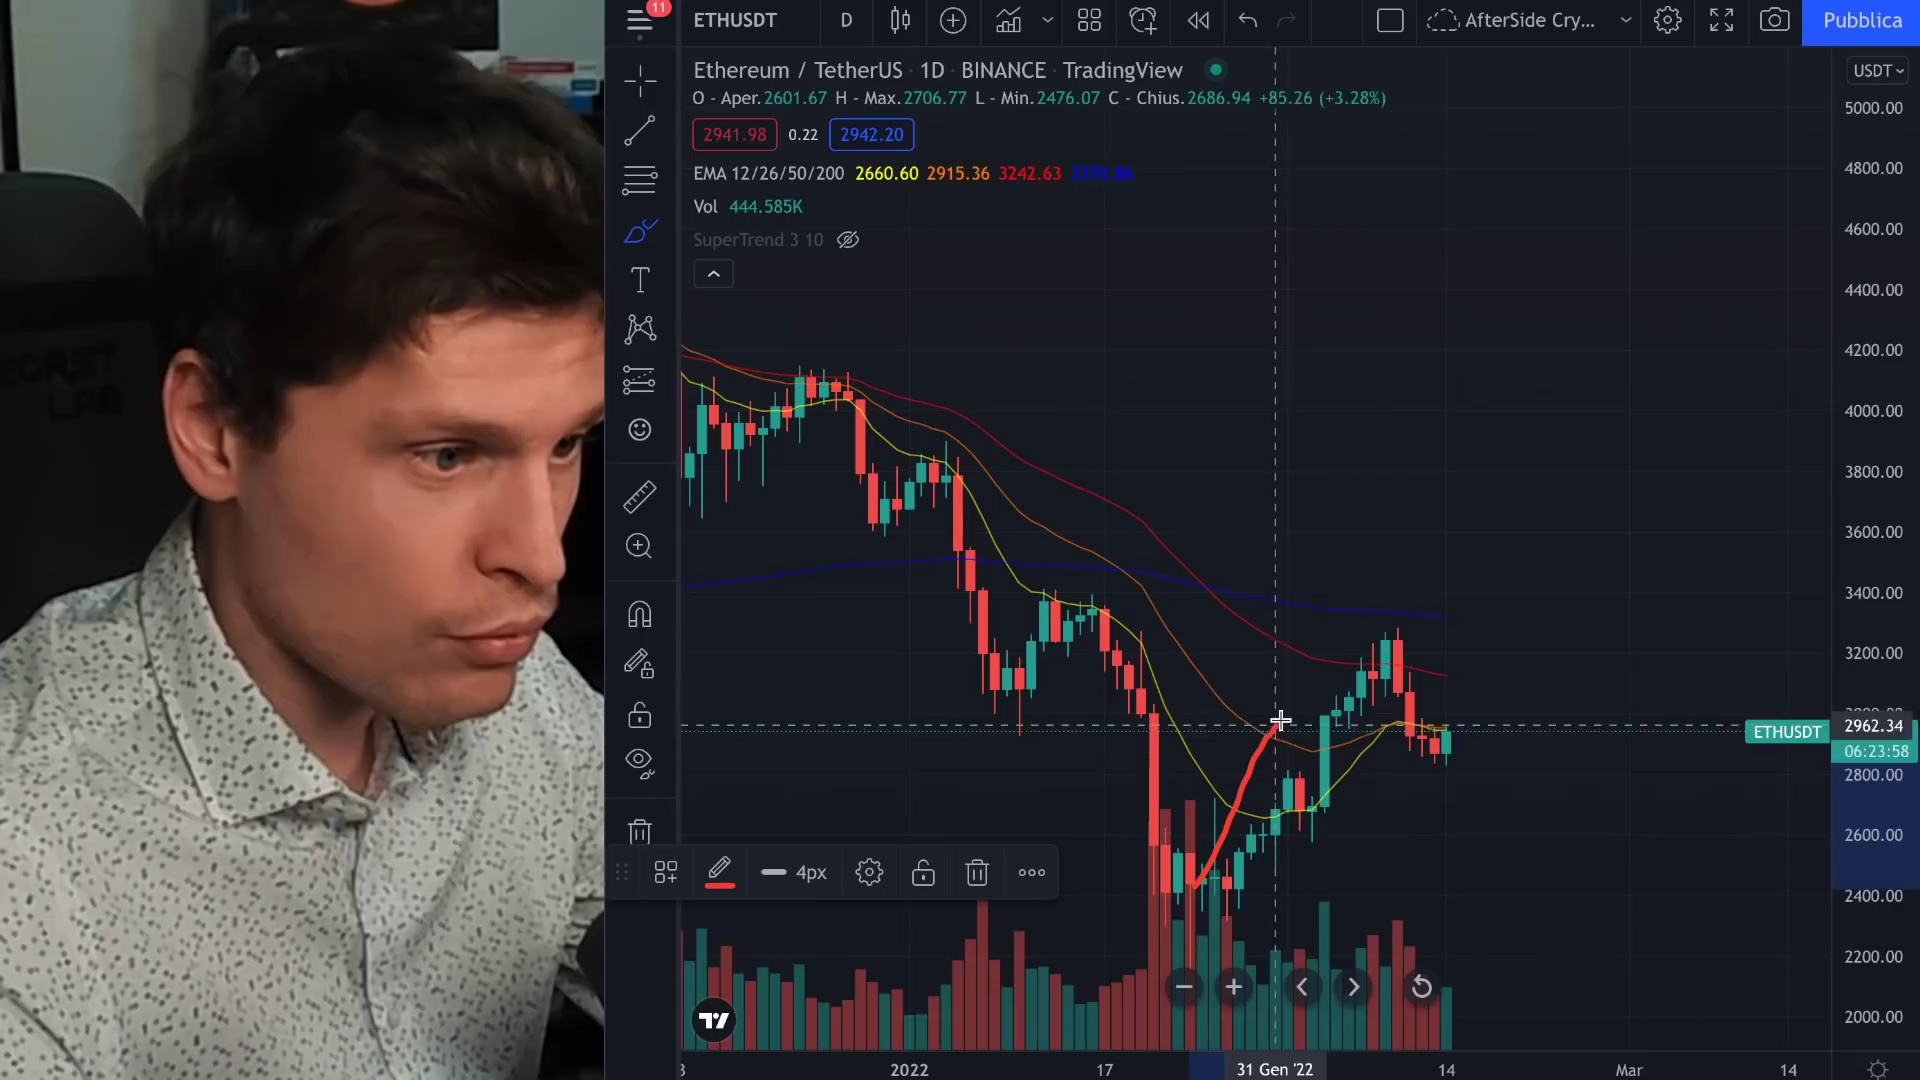 11
ETHUSDT
D
AfterSide Cry...
Pubblica
Ethereum / TetherUS · 1D · BINANCE · TradingView
USDT
O - Aper.2601.67 H - Max.2706.77 L - Min.2476.07 C - Chius.2686.94 +85.26 (+3.28%)
2941.98 0.22 2942.20
EMA 12/26/50/200 2660.60 2915.36 3242.63 3370.86
Vol 444.585K
SuperTrend 3 10
T
5000.00
4800.00
4600.00
4400.00
4200.00
4000.00
3800.00
3600.00
3400.00
3200.00
ETHUSDT 2962.34
06:23:58
2800.00
2600.00
2400.00
2200.00
2000.00
SECRET
LAB
4px
2022
17
31 Gen '22
14
Mar
14